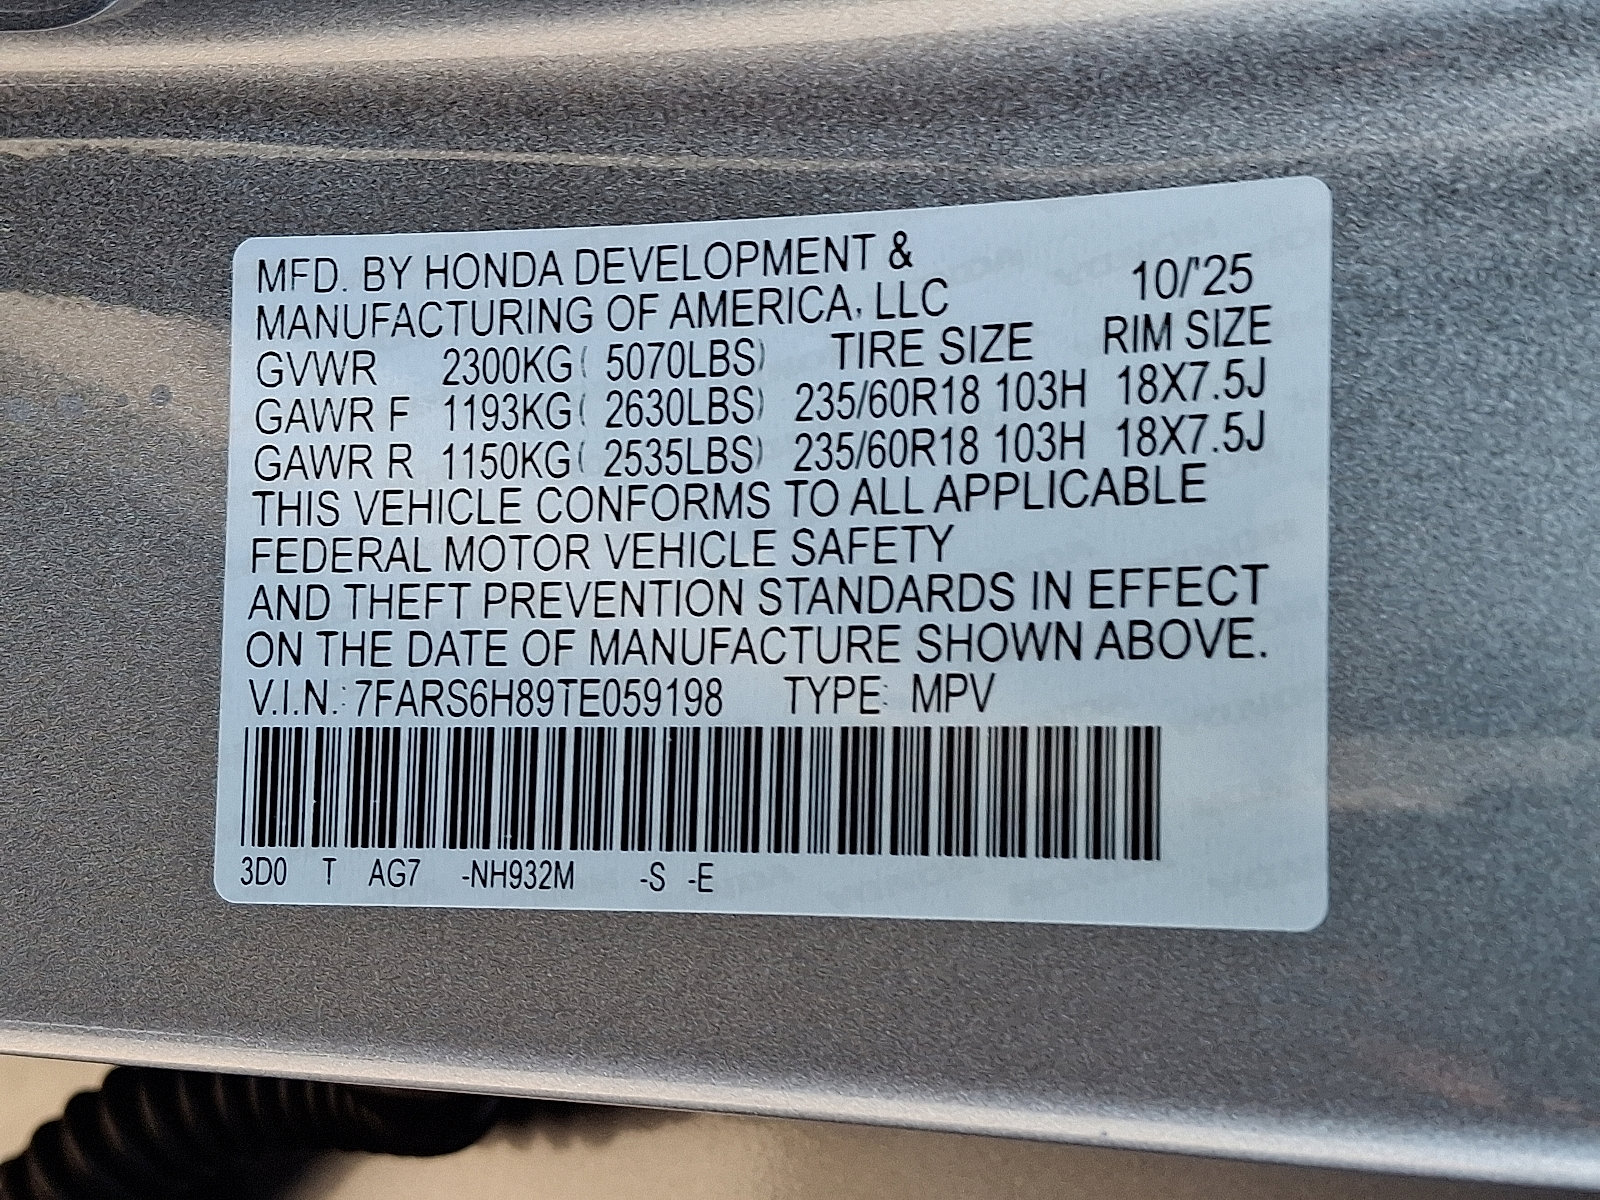 MFD. BY HONDA DEVELOPMENT &
MANUFACTURING OF AMERICA, LLC 10/'25
GVWR 2300KG( 5070LBS) TIRE SIZE RIM SIZE
GAWR F 1193KG( 2630LBS) 235/60R18 103H 18X7.5J
GAWR R 1150KG( 2535LBS) 235/60R18 103H 18X7.5J
THIS VEHICLE CONFORMS TO ALL APPLICABLE
FEDERAL MOTOR VEHICLE SAFETY
AND THEFT PREVENTION STANDARDS IN EFFECT
ON THE DATE OF MANUFACTURE SHOWN ABOVE.
V.I.N.: 7FARS6H89TE059198 TYPE: MPV
3D0 T AG7 -NH932M -S -E